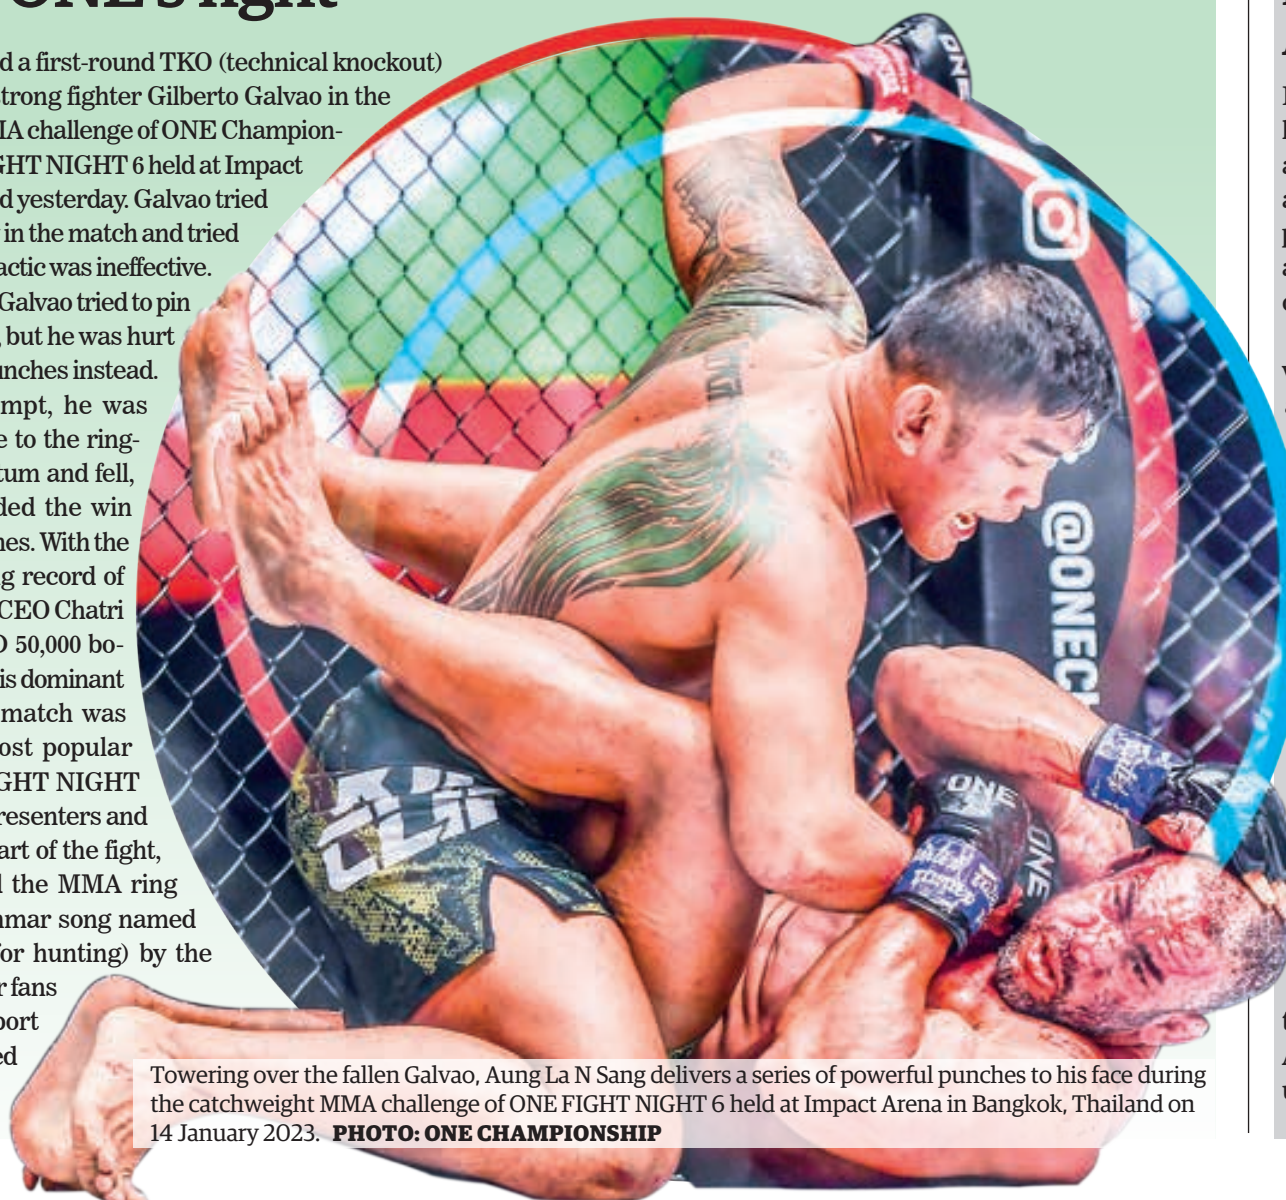 ONE's fight
d a first-round TKO (technical knockout)
trong fighter Gilberto Galvao in the
IA challenge of ONE Champion-
GHT NIGHT 6 held at Impact
d yesterday. Galvao tried
in the match and tried
actic was ineffective.
Galvao tried to pin
, but he was hurt
unches instead.
mpt, he was
e to the ring-
tum and fell,
ded the win
nes. With the
g record of
CEO Chatri
D 50,000 bo-
is dominant
match was
ost popular
GHT NIGHT
resenters and
art of the fight,
l the MMA ring
nmar song named
for hunting) by the
r fans
port
ed
ONE
@ONECH
ONE
ONE
Towering over the fallen Galvao, Aung La N Sang delivers a series of powerful punches to his face during
the catchweight MMA challenge of ONE FIGHT NIGHT 6 held at Impact Arena in Bangkok, Thailand on
14 January 2023. PHOTO: ONE CHAMPIONSHIP